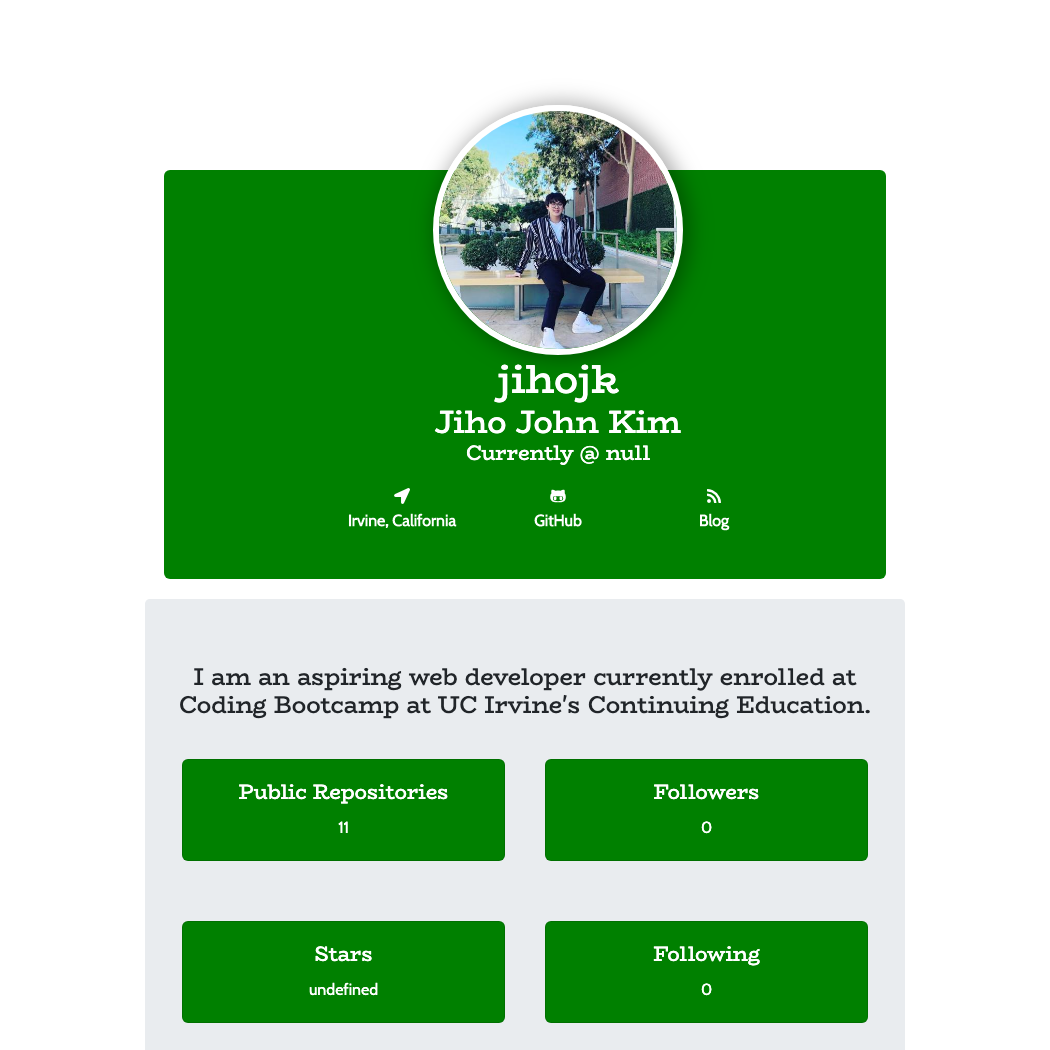 jihojk
Jiho John Kim
Currently @ null
Irvine, California
GitHub
Blog
I am an aspiring web developer currently enrolled at
Coding Bootcamp at UC Irvine's Continuing Education.
Public Repositories
11
Followers
0
Stars
undefined
Following
0